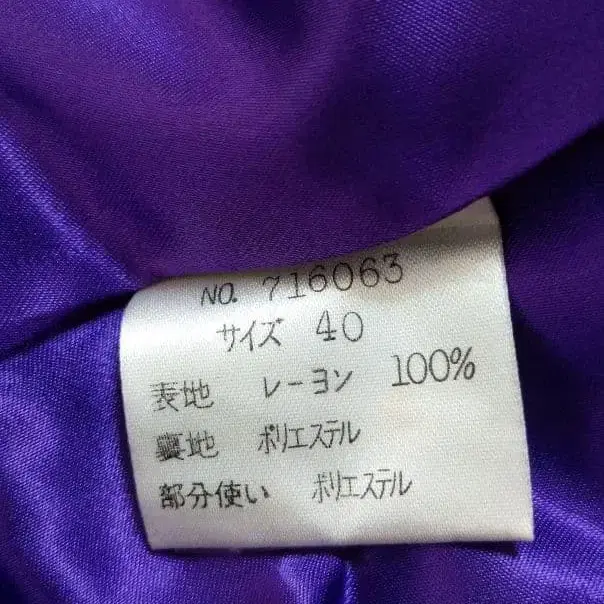 NO. 716063
サイズ 40
表地 レーヨン 100%
裏地 ポリエステル
部分使い ポリエステル